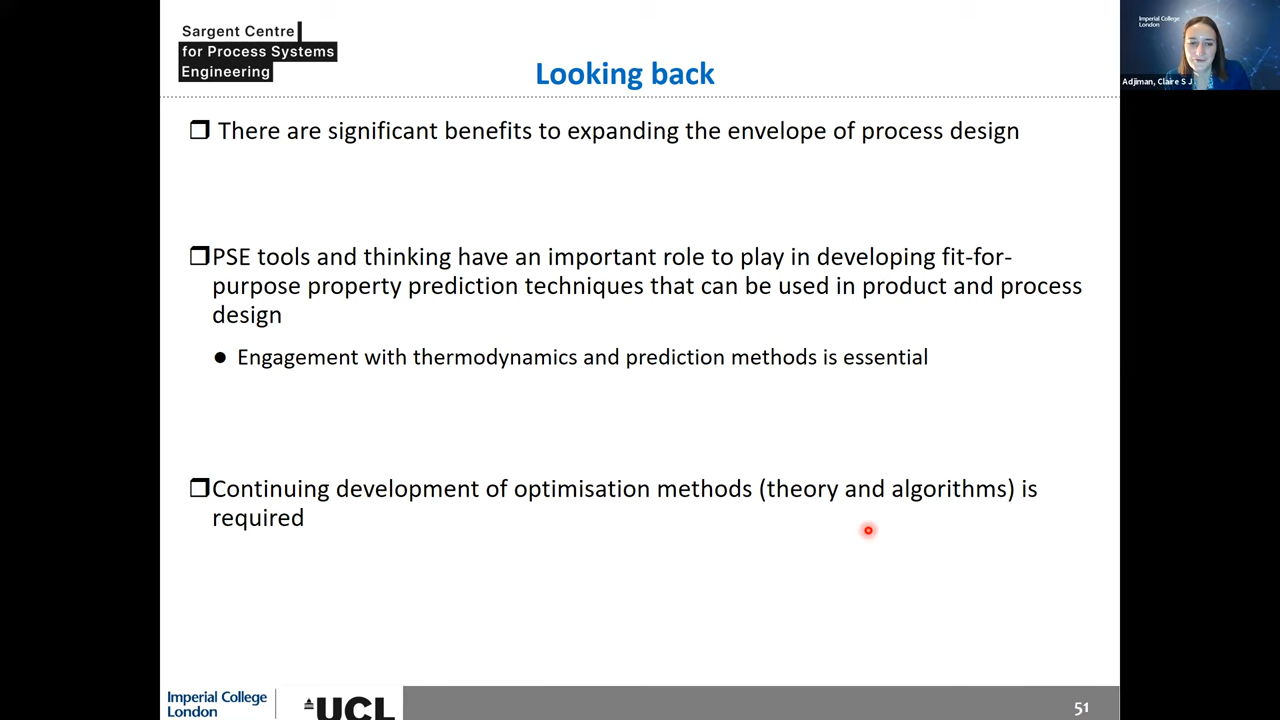 Sargent Centre
for Process Systems
Engineering
Looking back
Imperial College
London
Adjiman, Claire S J
There are significant benefits to expanding the envelope of process design
PSE tools and thinking have an important role to play in developing fit-for-
purpose property prediction techniques that can be used in product and process
design
Engagement with thermodynamics and prediction methods is essential
Continuing development of optimisation methods (theory and algorithms) is
required
Imperial College
London
UCL
51